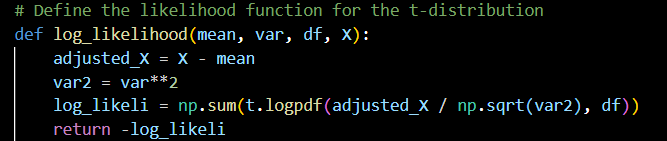 # Define the likelihood function for the t-distribution
def log_likelihood(mean, var, df, X):
    adjusted_X = X - mean
    var2 = var**2
    log_likeli = np.sum(t.logpdf(adjusted_X / np.sqrt(var2), df))
    return -log_likeli